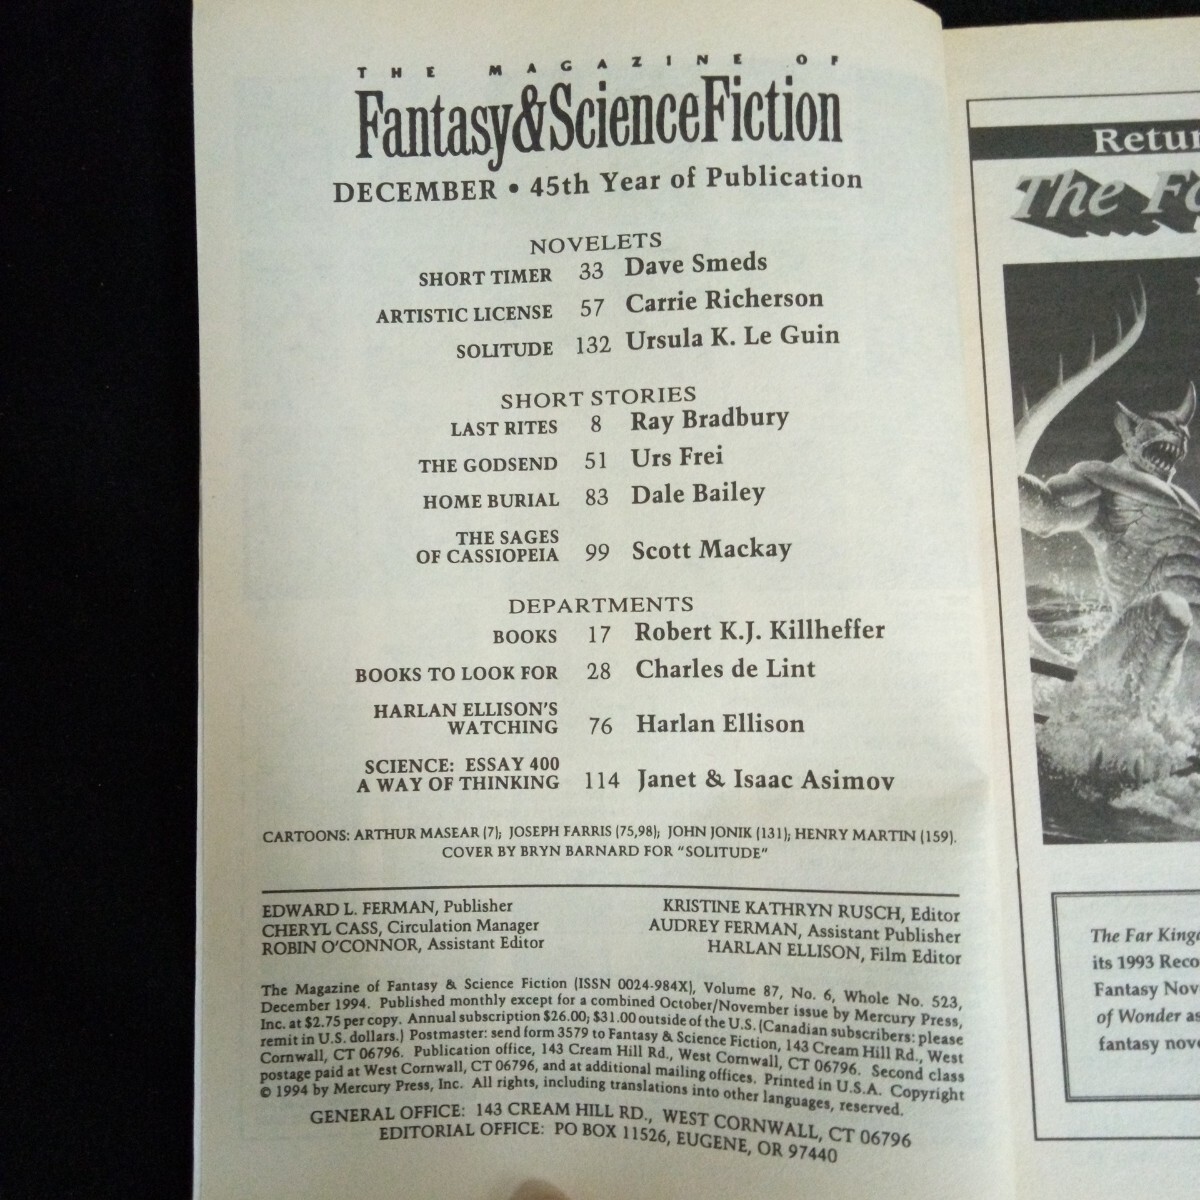 THE MAGAZINE OF
Fantasy&ScienceFiction
DECEMBER • 45th Year of Publication
NOVELETS
SHORT TIMER 33 Dave Smeds
ARTISTIC LICENSE 57 Carrie Richerson
SOLITUDE 132 Ursula K. Le Guin
SHORT STORIES
LAST RITES 8 Ray Bradbury
THE GODSEND 51 Urs Frei
HOME BURIAL 83 Dale Bailey
THE SAGES
OF CASSIOPEIA 99 Scott Mackay
DEPARTMENTS
BOOKS 17 Robert K.J. Killheffer
BOOKS TO LOOK FOR 28 Charles de Lint
HARLAN ELLISON'S
WATCHING 76 Harlan Ellison
SCIENCE: ESSAY 400
A WAY OF THINKING 114 Janet & Isaac Asimov
CARTOONS: ARTHUR MASEAR (7); JOSEPH FARRIS (75,98); JOHN JONIK (131); HENRY MARTIN (159).
COVER BY BRYN BARNARD FOR "SOLITUDE"
EDWARD L. FERMAN, Publisher
CHERYL CASS, Circulation Manager
ROBIN O'CONNOR, Assistant Editor
KRISTINE KATHRYN RUSCH, Editor
AUDREY FERMAN, Assistant Publisher
HARLAN ELLISON, Film Editor
The Magazine of Fantasy & Science Fiction (ISSN 0024-984X), Volume 87, No. 6, Whole No. 523,
December 1994. Published monthly except for a combined October/November issue by Mercury Press,
Inc. at $2.75 per copy. Annual subscription $26.00; $31.00 outside of the U.S. (Canadian subscribers: please
remit in U.S. dollars.) Postmaster: send form 3579 to Fantasy & Science Fiction, 143 Cream Hill Rd., West
Cornwall, CT 06796. Publication office, 143 Cream Hill Rd., West Cornwall, CT 06796. Second class
postage paid at West Cornwall, CT 06796, and at additional mailing offices. Printed in U.S.A. Copyright
© 1994 by Mercury Press, Inc. All rights, including translations into other languages, reserved.
GENERAL OFFICE: 143 CREAM HILL RD., WEST CORNWALL, CT 06796
EDITORIAL OFFICE: PO BOX 11526, EUGENE, OR 97440
Retur
The Fa
The Far Kingd
its 1993 Reco
Fantasy Nov
of Wonder as
fantasy nove